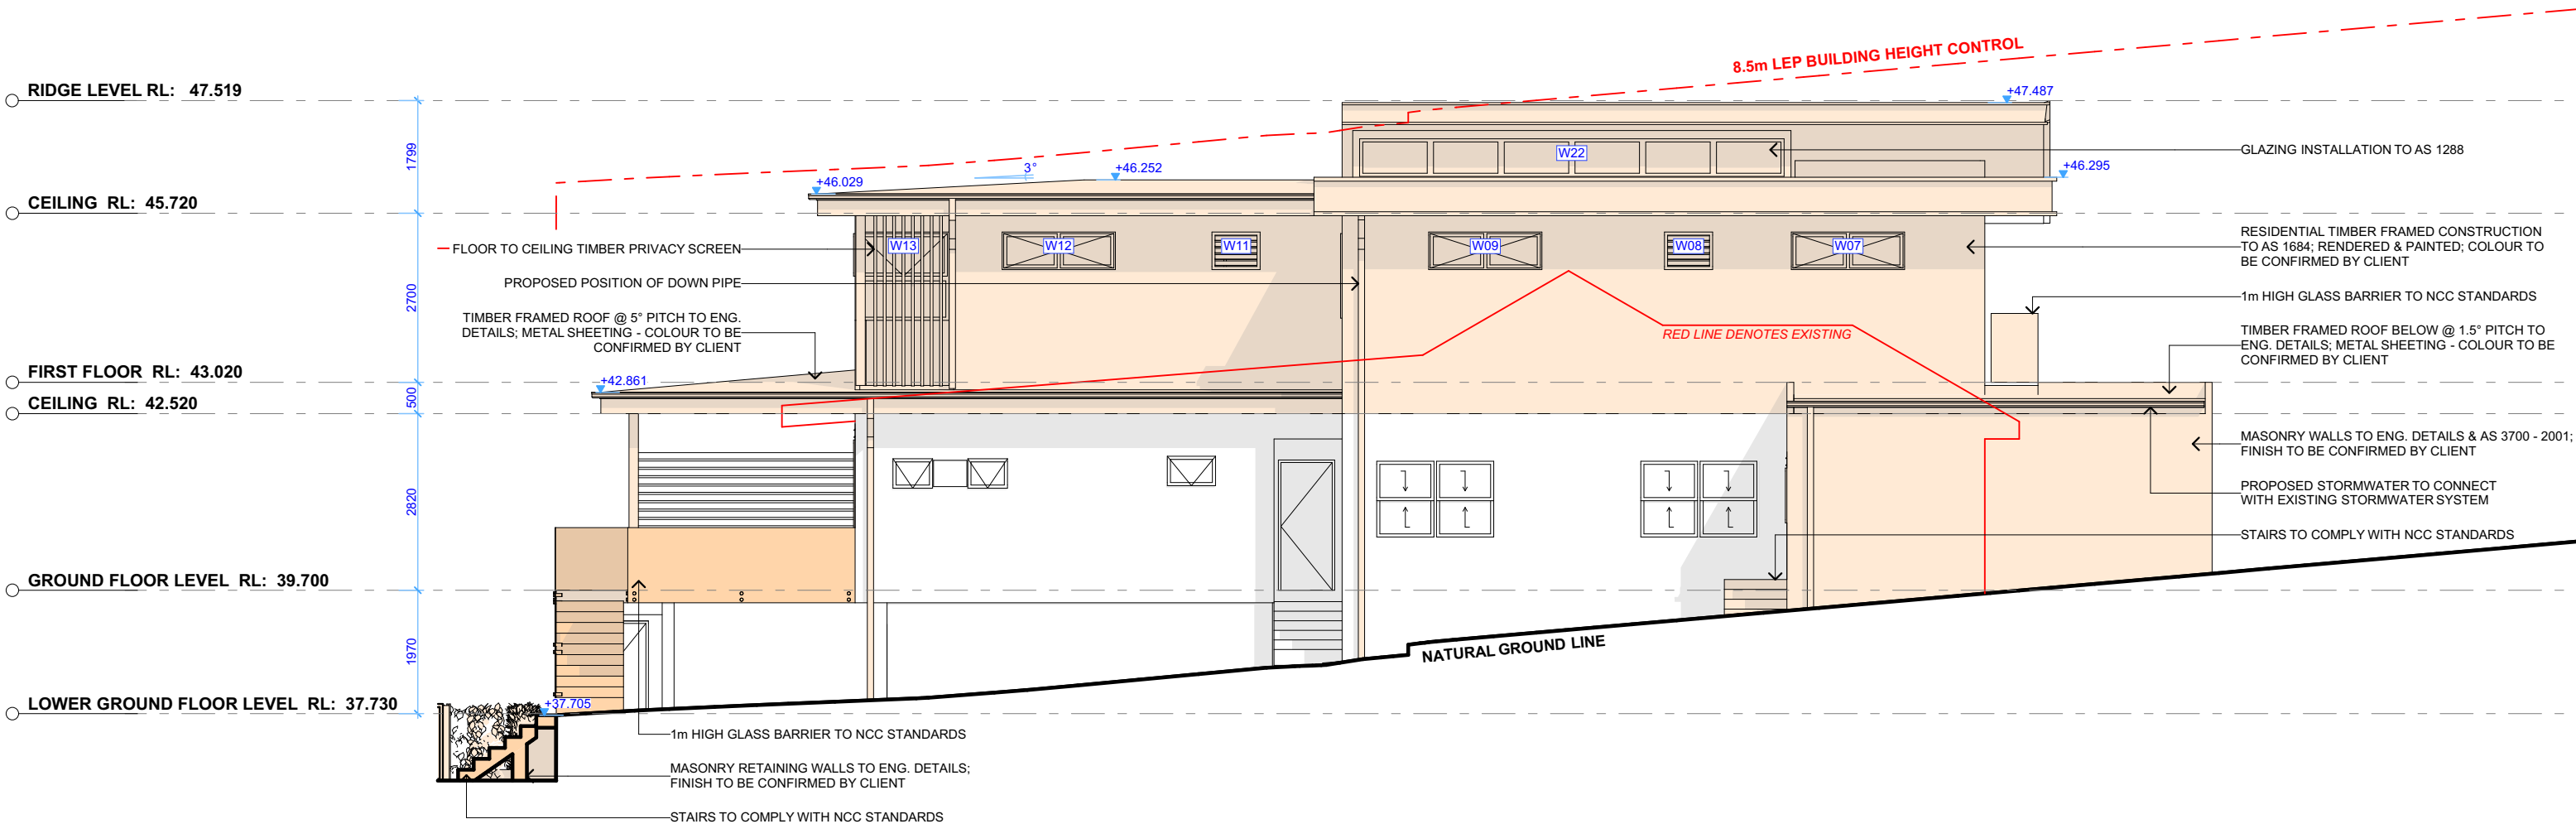 8.5m LEP BUILDING HEIGHT CONTROL
RIDGE LEVEL RL: 47.519
+47.487
1799
W22
GLAZING INSTALLATION TO AS 1288
3°
+46.252
+46.295
+46.029
CEILING RL: 45.720
FLOOR TO CEILING TIMBER PRIVACY SCREEN
W13
W12
W11
W09
W08
W07
RESIDENTIAL TIMBER FRAMED CONSTRUCTION
TO AS 1684; RENDERED & PAINTED; COLOUR TO
BE CONFIRMED BY CLIENT
PROPOSED POSITION OF DOWN PIPE
2700
1m HIGH GLASS BARRIER TO NCC STANDARDS
TIMBER FRAMED ROOF @ 5° PITCH TO ENG.
DETAILS; METAL SHEETING - COLOUR TO BE
CONFIRMED BY CLIENT
RED LINE DENOTES EXISTING
TIMBER FRAMED ROOF BELOW @ 1.5° PITCH TO
ENG. DETAILS; METAL SHEETING - COLOUR TO BE
CONFIRMED BY CLIENT
FIRST FLOOR RL: 43.020
+42.861
500
CEILING RL: 42.520
MASONRY WALLS TO ENG. DETAILS & AS 3700 - 2001;
FINISH TO BE CONFIRMED BY CLIENT
2820
PROPOSED STORMWATER TO CONNECT
WITH EXISTING STORMWATER SYSTEM
STAIRS TO COMPLY WITH NCC STANDARDS
GROUND FLOOR LEVEL RL: 39.700
1970
NATURAL GROUND LINE
LOWER GROUND FLOOR LEVEL RL: 37.730
+37.705
1m HIGH GLASS BARRIER TO NCC STANDARDS
MASONRY RETAINING WALLS TO ENG. DETAILS;
FINISH TO BE CONFIRMED BY CLIENT
STAIRS TO COMPLY WITH NCC STANDARDS